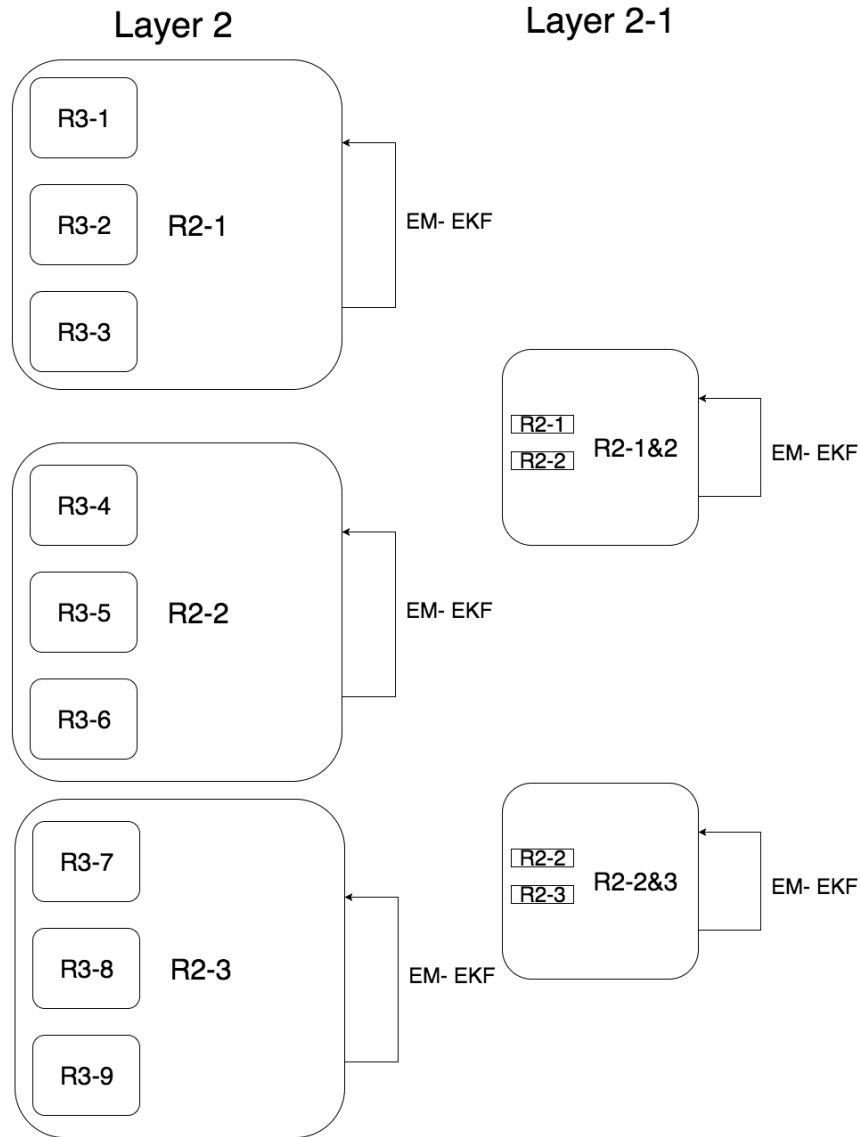 Layer 2
Layer 2-1
R3-1
R3-2
R2-1
R3-3
EM- EKF
R2-1
R2-2
R2-1&2
EM- EKF
R3-4
R3-5
R2-2
R3-6
EM- EKF
R2-2
R2-3
R2-2&3
EM- EKF
R3-7
R3-8
R2-3
R3-9
EM- EKF